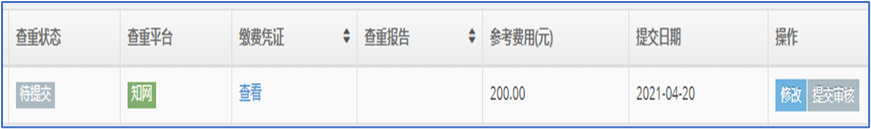 查重状态 查重平台 缴费凭证 查重报告 参考费用(元) 提交日期 操作
待提交 知网 查看 200.00 2021-04-20 修改 提交审核